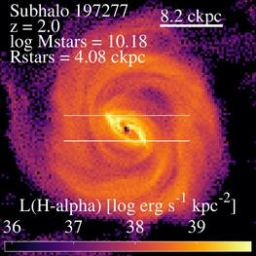 Subhalo 197277
8.2 ckpc
z = 2.0
log Mstars = 10.18
Rstars = 4.08 ckpc
L(H-alpha) [log erg s⁻¹ kpc⁻²]
36 37 38 39